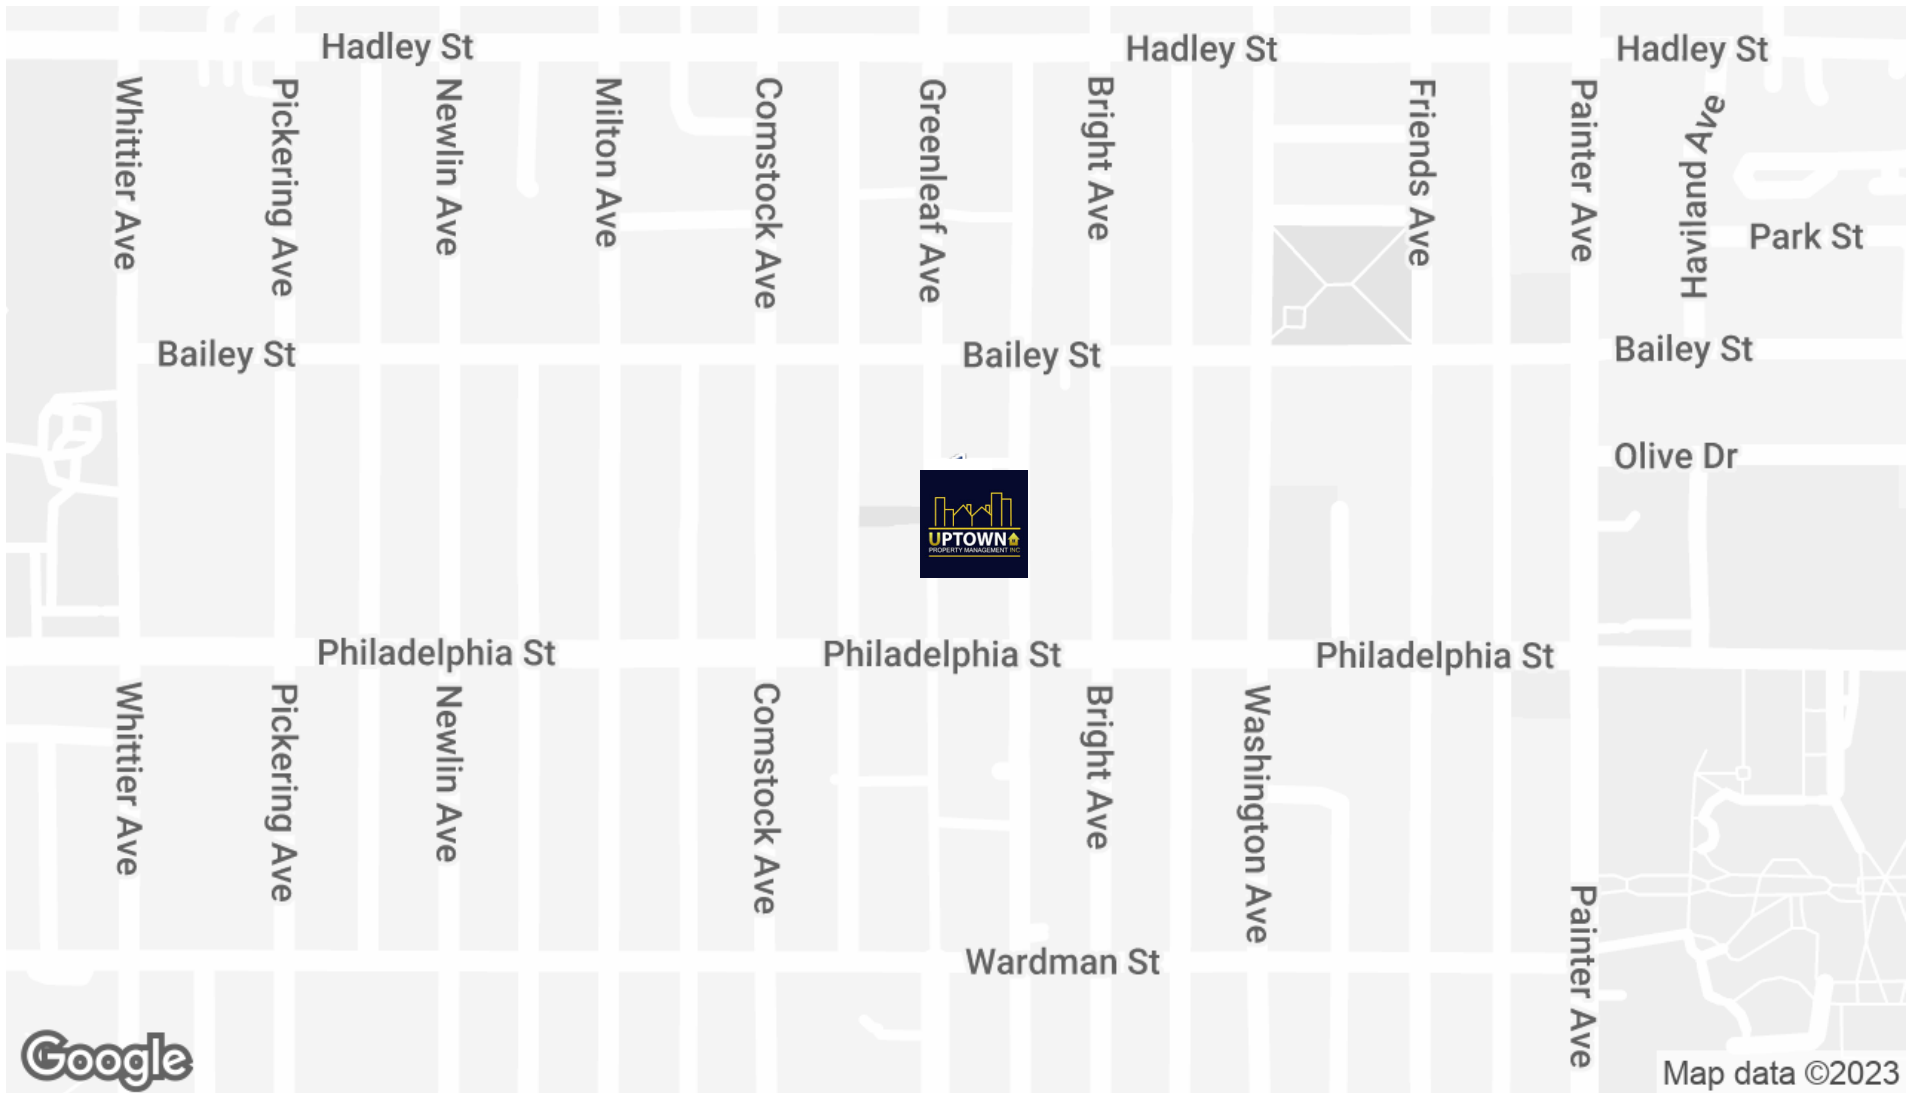 Hadley St
Hadley St
Hadley St
Whittier Ave
Pickering Ave
Newlin Ave
Milton Ave
Comstock Ave
Greenleaf Ave
Bright Ave
Friends Ave
Painter Ave
Haviland Ave
Park St
Bailey St
Bailey St
Bailey St
Olive Dr
UPTOWN
PROPERTY MANAGEMENT INC
Philadelphia St
Philadelphia St
Philadelphia St
Whittier Ave
Pickering Ave
Newlin Ave
Comstock Ave
Bright Ave
Washington Ave
Painter Ave
Wardman St
Google
Map data ©2023